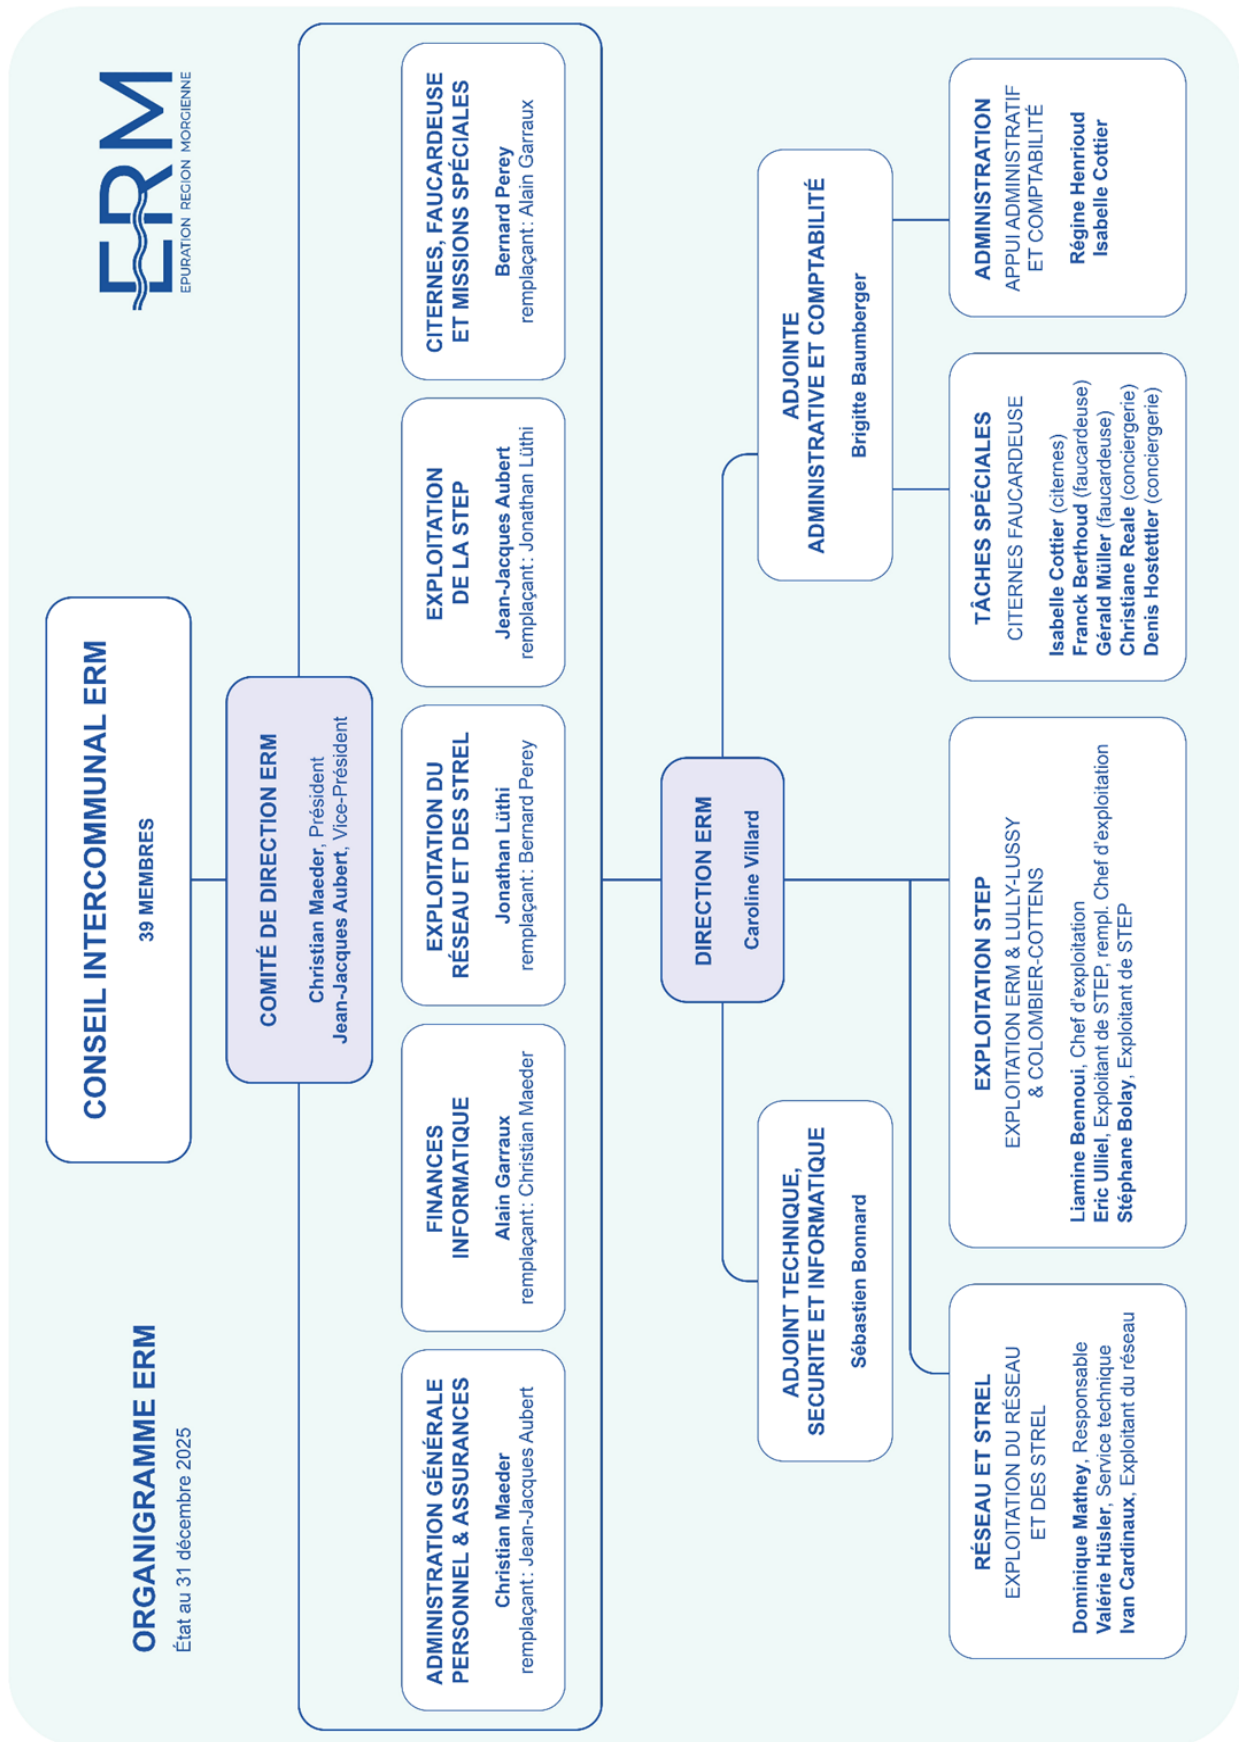 ORGANIGRAMME ERM
État au 31 décembre 2025
ERM
EPURATION REGION MORGIENNE
CONSEIL INTERCOMMUNAL ERM
39 MEMBRES
COMITÉ DE DIRECTION ERM
Christian Maeder, Président
Jean-Jacques Aubert, Vice-Président
ADMINISTRATION GÉNÉRALE
PERSONNEL & ASSURANCES
Christian Maeder
remplaçant: Jean-Jacques Aubert
FINANCES
INFORMATIQUE
Alain Garraux
remplaçant: Christian Maeder
EXPLOITATION DU
RÉSEAU ET DES STREL
Jonathan Lüthi
remplaçant: Bernard Perey
EXPLOITATION
DE LA STEP
Jean-Jacques Aubert
remplaçant: Jonathan Lüthi
CITERNES, FAUCARDEUSE
ET MISSIONS SPÉCIALES
Bernard Perey
remplaçant: Alain Garraux
DIRECTION ERM
Caroline Villard
ADJOINT TECHNIQUE,
SECURITE ET INFORMATIQUE
Sébastien Bonnard
ADJOINTE
ADMINISTRATIVE ET COMPTABILITÉ
Brigitte Baumberger
RÉSEAU ET STREL
EXPLOITATION DU RÉSEAU
ET DES STREL
Dominique Mathey, Responsable
Valérie Hüsler, Service technique
Ivan Cardinaux, Exploitant du réseau
EXPLOITATION STEP
EXPLOITATION ERM & LULLY-LUSSY
& COLOMBIER-COTTENS
Liamine Bennoui, Chef d'exploitation
Eric Ulliel, Exploitant de STEP, rempl. Chef d'exploitation
Stéphane Bolay, Exploitant de STEP
TÂCHES SPÉCIALES
CITERNES FAUCARDEUSE
Isabelle Cottier (citernes)
Franck Berthoud (faucardeuse)
Gérald Müller (faucardeuse)
Christiane Reale (conciergerie)
Denis Hostettler (conciergerie)
ADMINISTRATION
APPUI ADMINISTRATIF
ET COMPTABILITÉ
Régine Henrioud
Isabelle Cottier